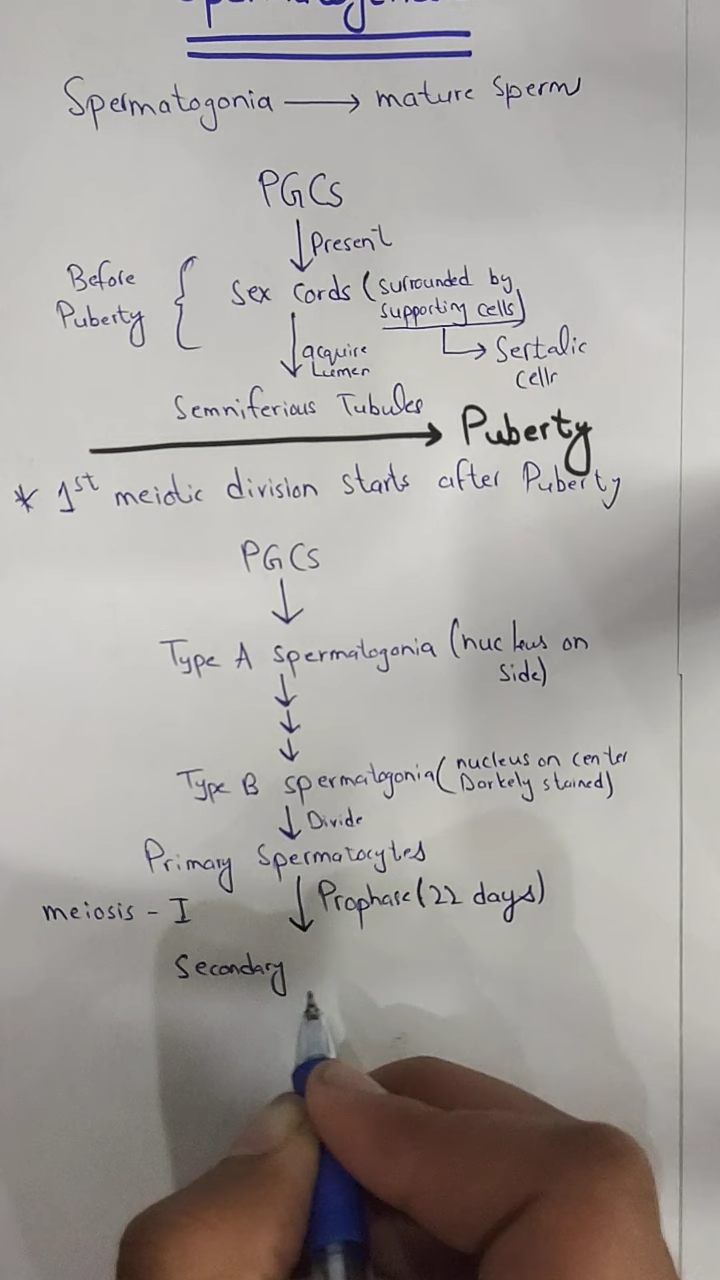 Spermatogonia → mature sperm
PGCs
↓ Present
Before Puberty { Sex Cords (surrounded by supporting cells)
↓ acquire Lumen
↳ Sertalic cells
Semniferious Tubules
→ Puberty
* 1st meiotic division starts after Puberty
PGCs
↓
Type A spermatogonia (nucleus on side)
↓
↓
↓
Type B spermatogonia (nucleus on center Darkely stained)
↓ Divide
Primary Spermatocytes
meiosis - I ↓ Prophase (22 days)
Secondary